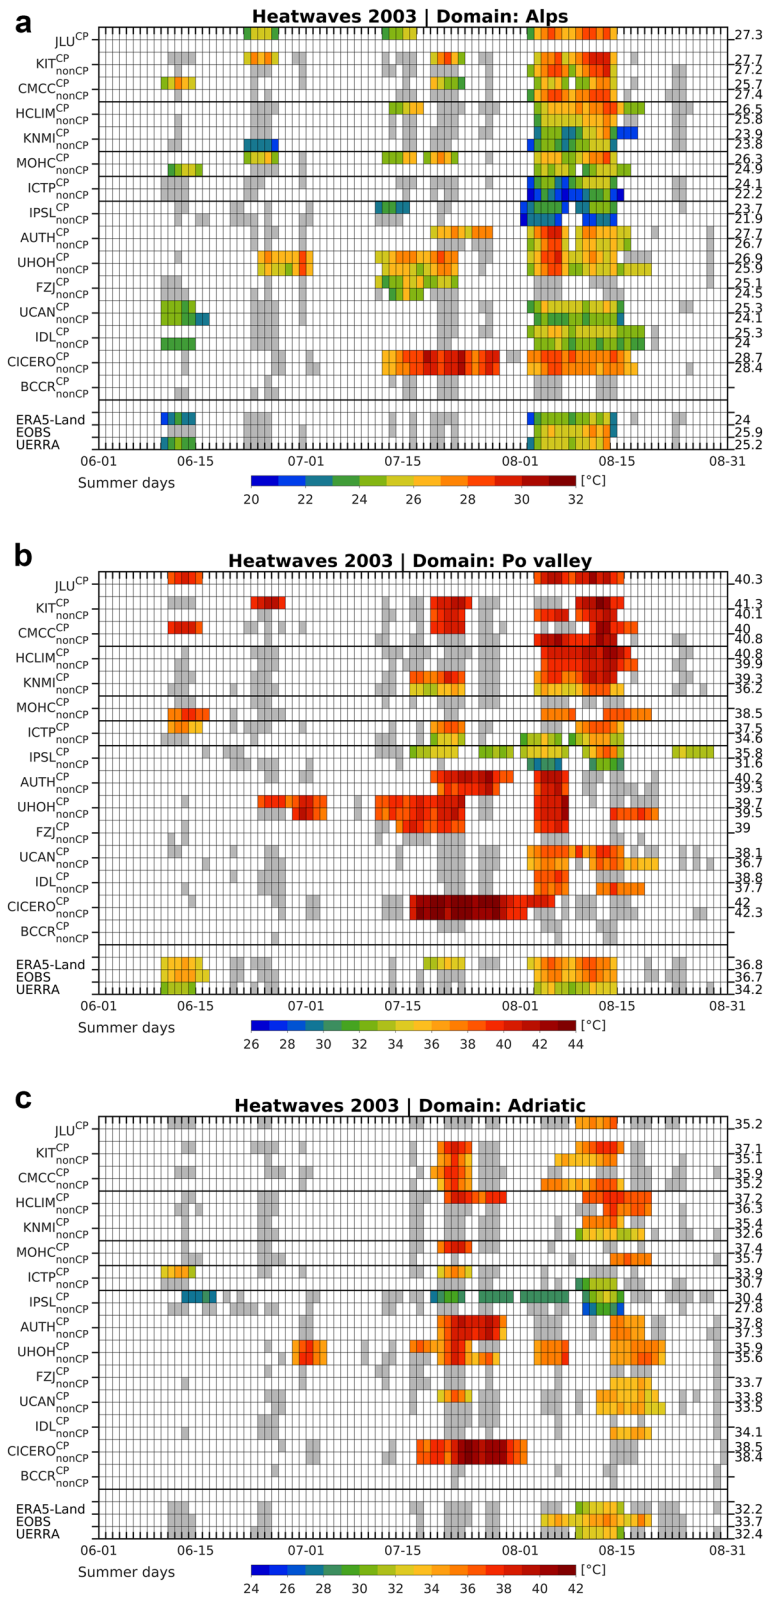 a
Heatwaves 2003 | Domain: Alps
JLU CP 27.3
KIT CP 27.7
nonCP 27.2
CMCC CP 25.7
nonCP 27.4
HCLIM CP 26.5
nonCP 25.8
KNMI CP 23.9
nonCP 23.8
MOHC CP 26.3
nonCP 24.9
ICTP CP 24.1
nonCP 22.2
IPSL CP 23.7
nonCP 21.9
AUTH CP 27.7
nonCP 26.7
UHOH CP 26.9
nonCP 25.9
FZJ CP 25.1
nonCP 24.5
UCAN CP 25.3
nonCP 24.1
IDL CP 25.3
nonCP 24
CICERO CP 28.7
nonCP 28.4
BCCR CP
nonCP
ERA5-Land 24
EOBS 25.9
UERRA 25.2
06-01 06-15 07-01 07-15 08-01 08-15 08-31
Summer days [°C]
20 22 24 26 28 30 32
b
Heatwaves 2003 | Domain: Po valley
JLU CP 40.3
KIT CP 41.3
nonCP 40.1
CMCC CP 40
nonCP 40.8
HCLIM CP 40.8
nonCP 39.9
KNMI CP 39.3
nonCP 36.2
MOHC CP
nonCP 38.5
ICTP CP 37.5
nonCP 34.6
IPSL CP 35.8
nonCP 31.6
AUTH CP 40.2
nonCP 39.3
UHOH CP 39.7
nonCP 39.5
FZJ CP 39
nonCP
UCAN CP 38.1
nonCP 36.7
IDL CP 38.8
nonCP 37.7
CICERO CP 42
nonCP 42.3
BCCR CP
nonCP
ERA5-Land 36.8
EOBS 36.7
UERRA 34.2
06-01 06-15 07-01 07-15 08-01 08-15 08-31
Summer days [°C]
26 28 30 32 34 36 38 40 42 44
c
Heatwaves 2003 | Domain: Adriatic
JLU CP 35.2
KIT CP 37.1
nonCP 35.1
CMCC CP 35.9
nonCP 35.2
HCLIM CP 37.2
nonCP 36.3
KNMI CP 35.4
nonCP 32.6
MOHC CP 37.4
nonCP 35.7
ICTP CP 33.9
nonCP 30.7
IPSL CP 30.4
nonCP 27.8
AUTH CP 37.8
nonCP 37.3
UHOH CP 35.9
nonCP 35.6
FZJ CP
nonCP 33.7
UCAN CP 33.8
nonCP 33.5
IDL CP
nonCP 34.1
CICERO CP 38.5
nonCP 38.4
BCCR CP
nonCP
ERA5-Land 32.2
EOBS 33.7
UERRA 32.4
06-01 06-15 07-01 07-15 08-01 08-15 08-31
Summer days [°C]
24 26 28 30 32 34 36 38 40 42